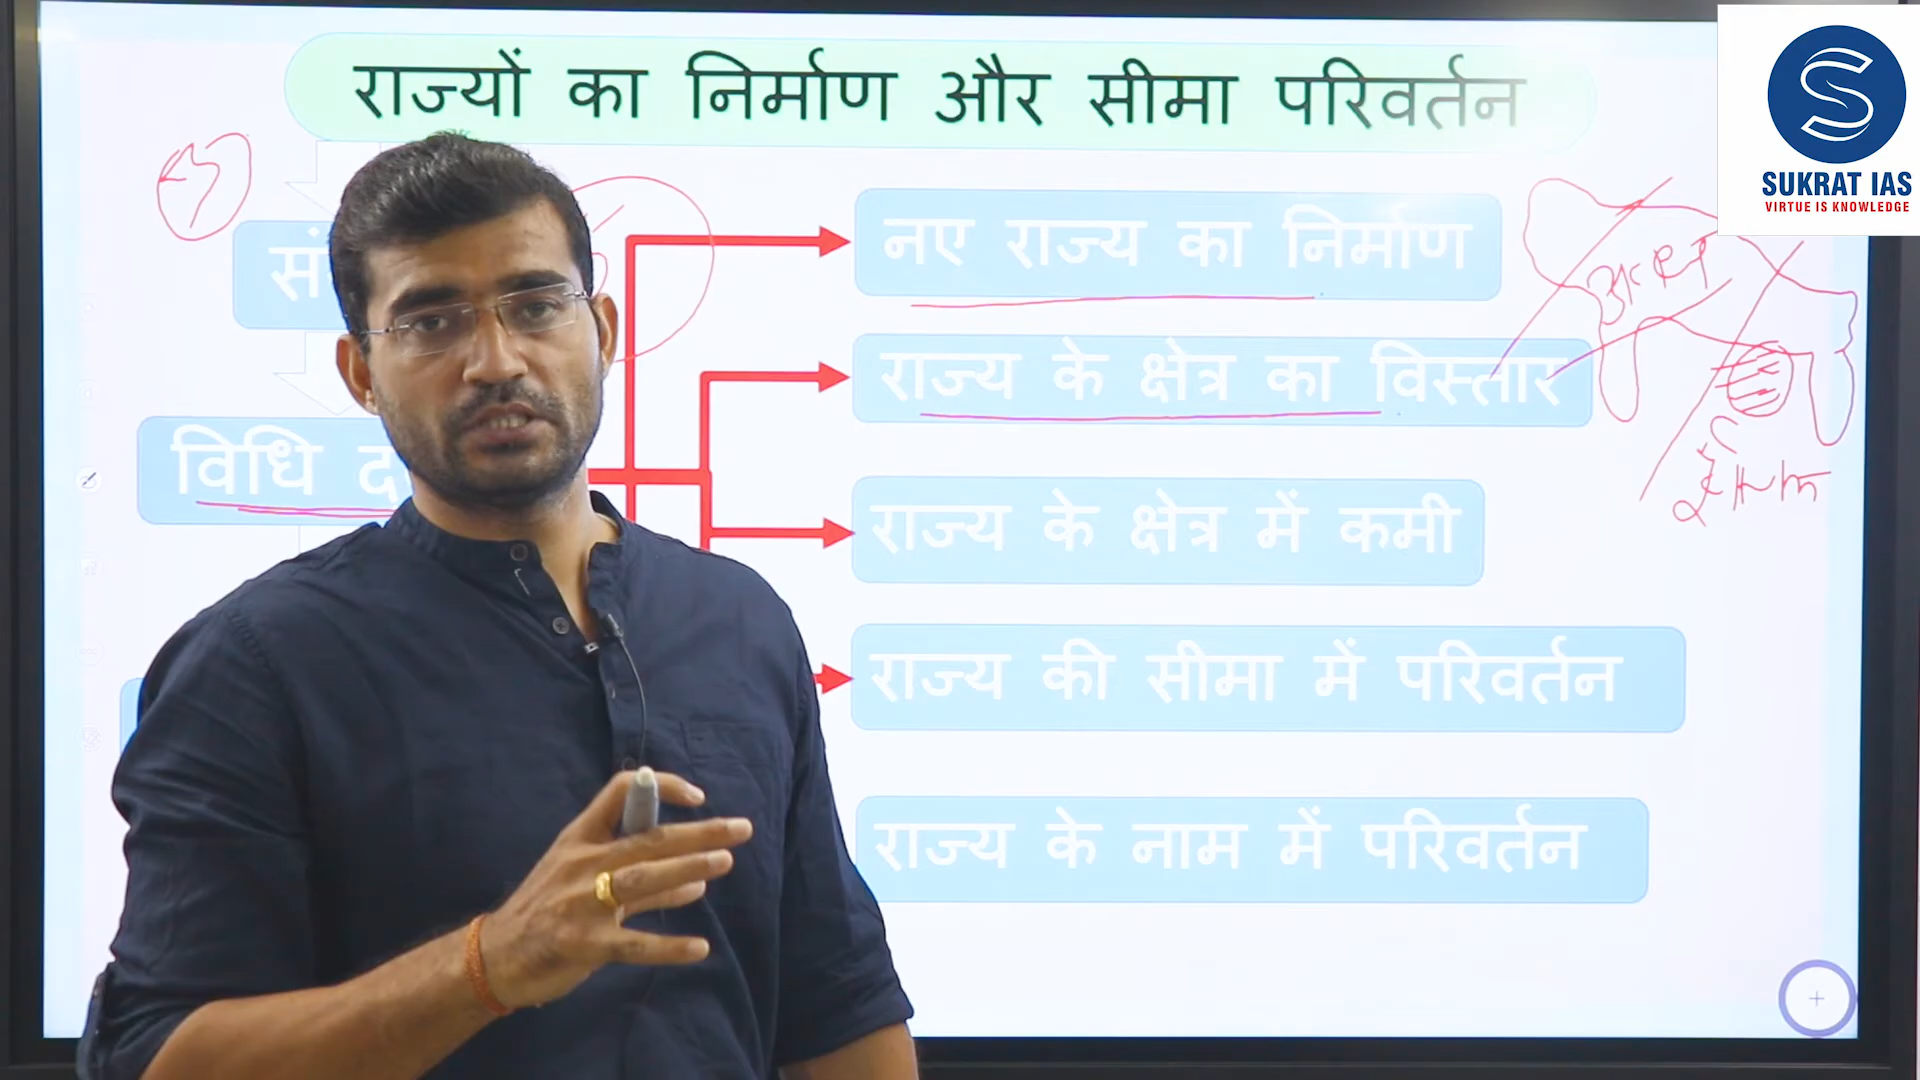 राज्यों का निर्माण और सीमा परिवर्तन
SUKRAT IAS
VIRTUE IS KNOWLEDGE
नए राज्य का निर्माण
राज्य के क्षेत्र का विस्तार
विधि
राज्य के क्षेत्र में कमी
राज्य की सीमा में परिवर्तन
राज्य के नाम में परिवर्तन